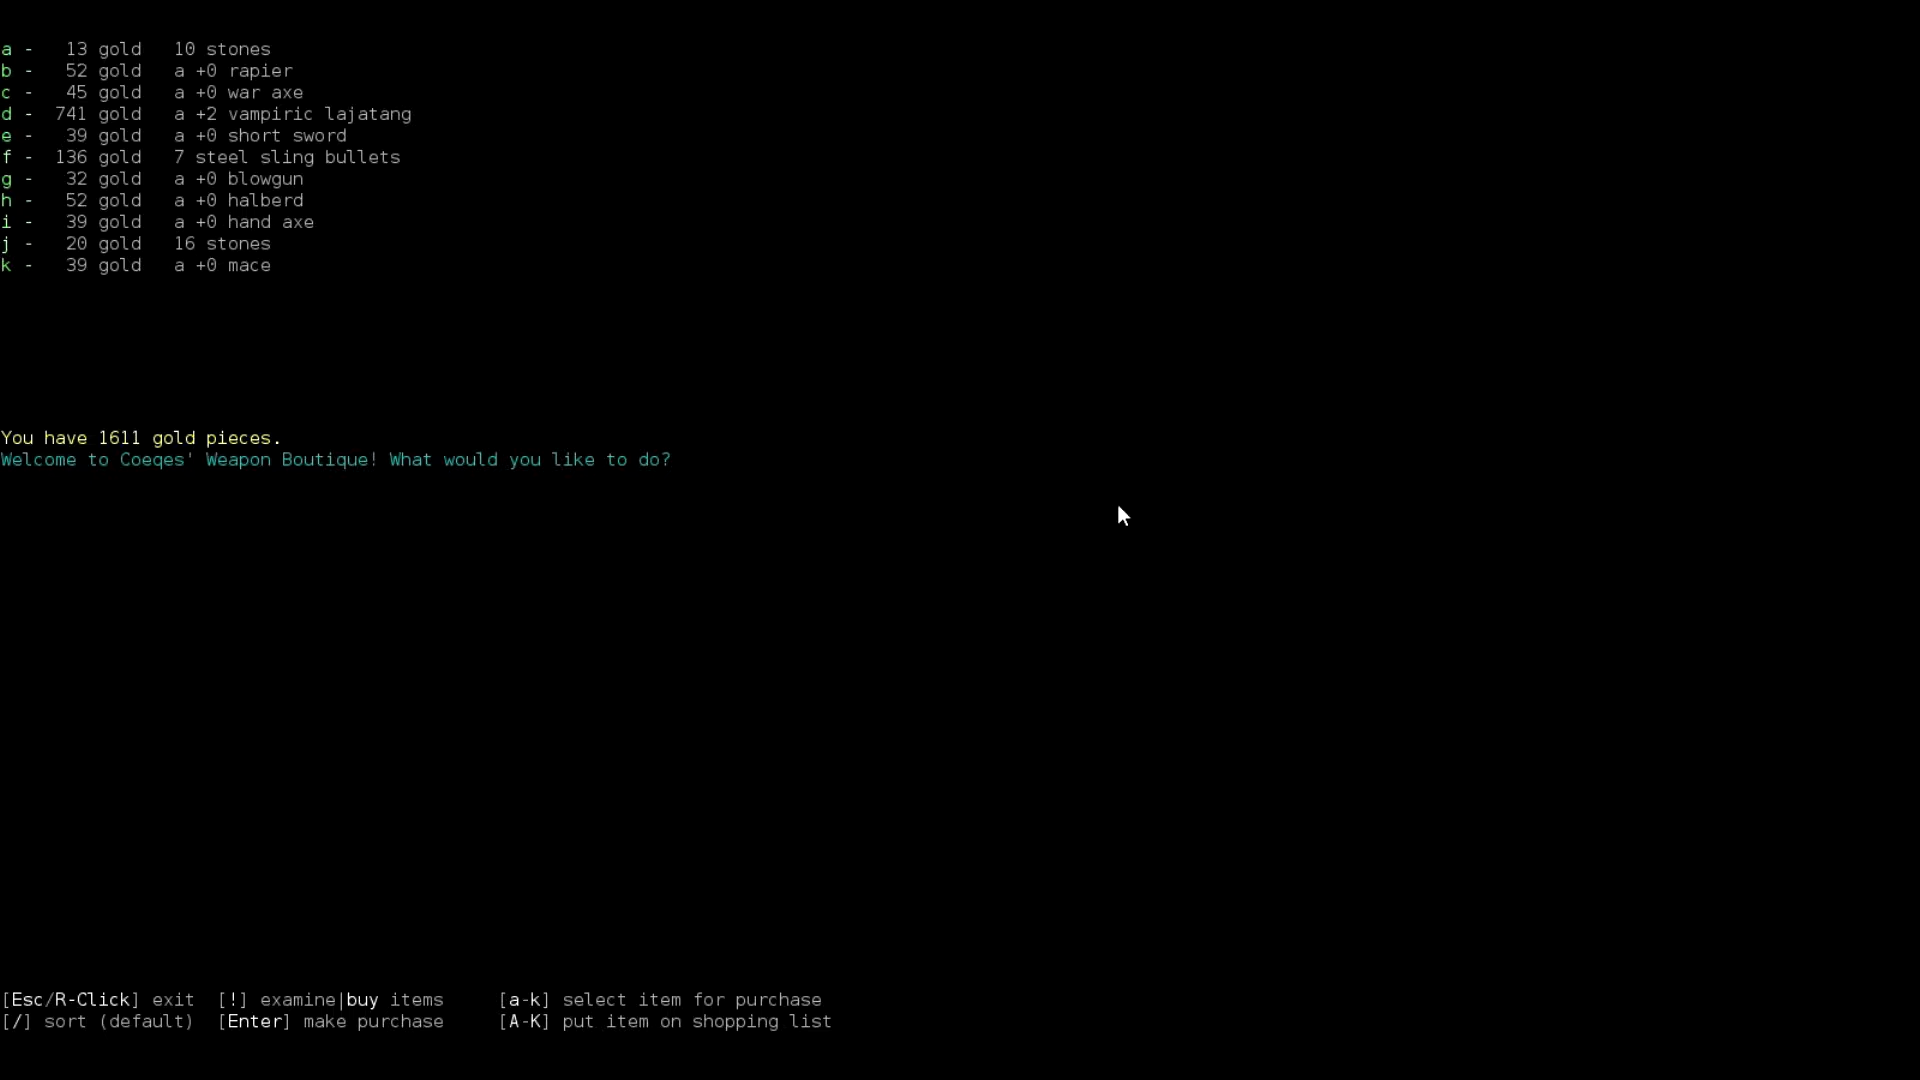 a -   13 gold   10 stones
b -   52 gold   a +0 rapier
c -   45 gold   a +0 war axe
d -  741 gold   a +2 vampiric lajatang
e -   39 gold   a +0 short sword
f -  136 gold   7 steel sling bullets
g -   32 gold   a +0 blowgun
h -   52 gold   a +0 halberd
i -   39 gold   a +0 hand axe
j -   20 gold   16 stones
k -   39 gold   a +0 mace
You have 1611 gold pieces.
Welcome to Coeqes' Weapon Boutique! What would you like to do?
[Esc/R-Click] exit  [!] examine|buy items     [a-k] select item for purchase
[/] sort (default)  [Enter] make purchase     [A-K] put item on shopping list